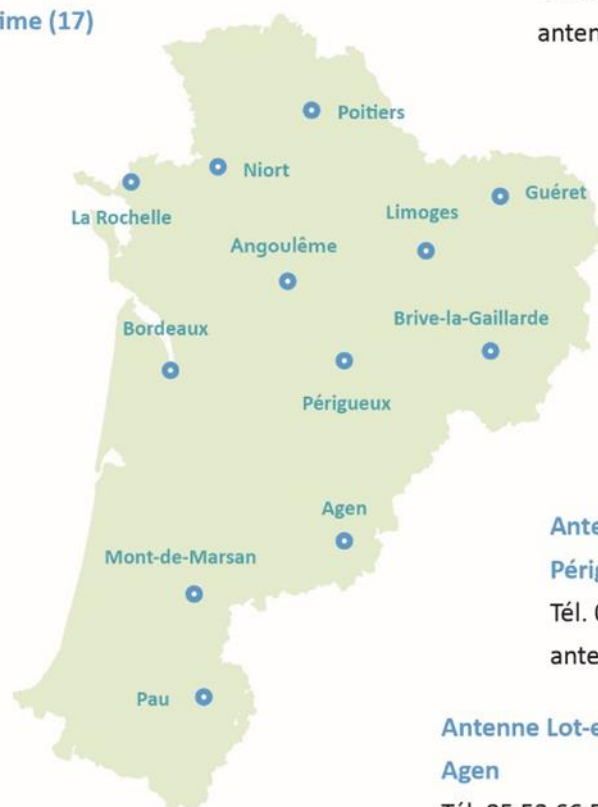 ime (17)
anten
Poitiers
Niort
Guéret
La Rochelle
Limoges
Angoulême
Brive-la-Gaillarde
Bordeaux
Périgueux
Agen
Mont-de-Marsan
Pau
Ante
Périg
Tél. 0
ante
Antenne Lot-e
Agen